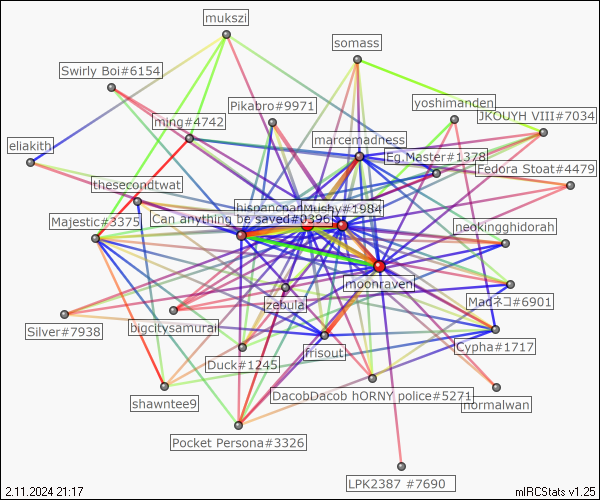 mukszi
somass
Swirly Boi#6154
Pikabro#9971
yoshimanden
JKOUYH VIII#7034
ming#4742
marcemadness
eliakith
Eg.Master#1378
Fedora Stoat#4479
thesecondtwat
Mushy#1984
Majestic#3375
Can anything be saved#0396
neokingghidorah
moonraven
zebula
Madネコ#6901
Silver#7938
bigcitysamurai
Cypha#1717
frisout
Duck#1245
DacobDacob hORNY police#5271
shawntee9
normalwan
Pocket Persona#3326
LPK2387 #7690
2.11.2024 21:17
mIRCStats v1.25